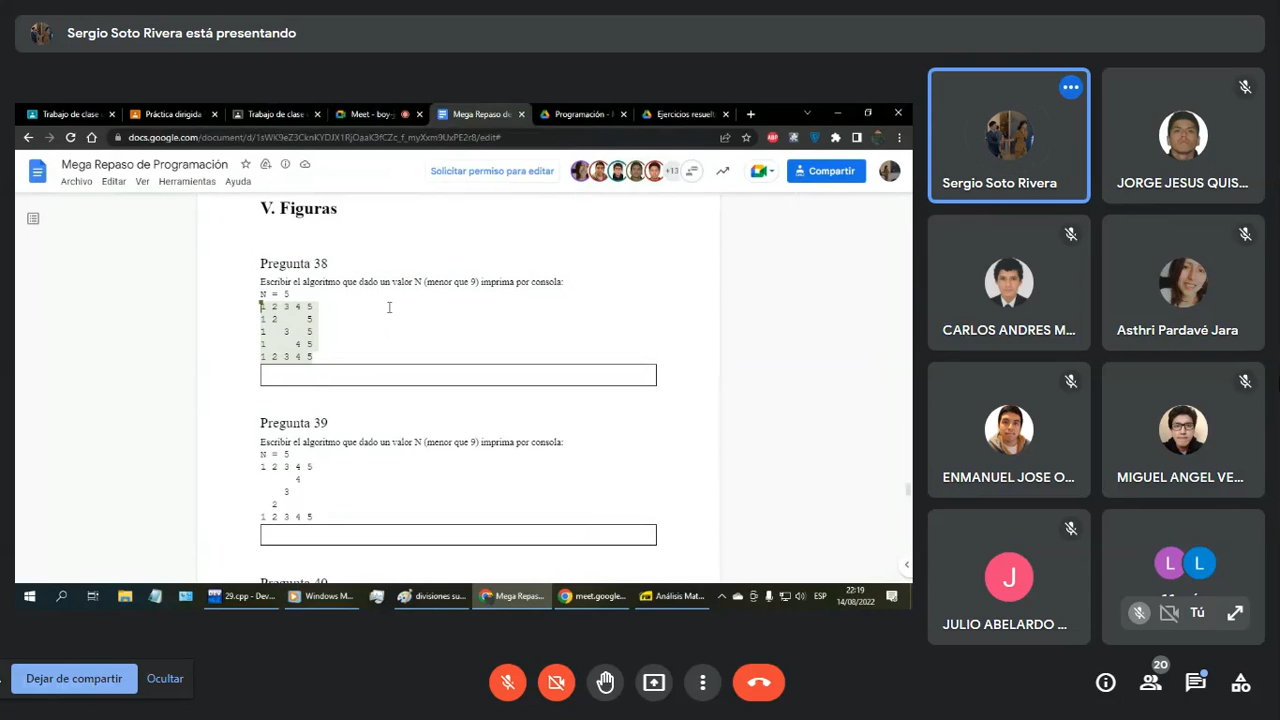 Sergio Soto Rivera está presentando
Trabajo de clase
Práctica dirigida
Trabajo de clase
Meet - boy-
Mega Repaso de
Programación -
Ejercicios resuelt
docs.google.com/document/d/1sWK9eZ3CknKYDJX1RjOaaK3fCZc_f_myXxm9UxPE2r8/edit#
Mega Repaso de Programación
Archivo Editar Ver Herramientas Ayuda
Solicitar permiso para editar
+13
Compartir
V. Figuras
Pregunta 38
Escribir el algoritmo que dado un valor N (menor que 9) imprima por consola:
N = 5
1 2 3 4 5
1 2     5
1   3   5
1     4 5
1 2 3 4 5
Pregunta 39
Escribir el algoritmo que dado un valor N (menor que 9) imprima por consola:
N = 5
1 2 3 4 5
4
3
2
1 2 3 4 5
Pregunta 40
29.cpp - Dev...
Windows M...
divisiones su...
Mega Repas...
meet.google...
Análisis Mat...
ESP
22:19
14/08/2022
Sergio Soto Rivera
JORGE JESUS QUIS...
CARLOS ANDRES M...
Asthri Pardavé Jara
ENMANUEL JOSE O...
MIGUEL ANGEL VE...
J
JULIO ABELARDO ...
L
L
Tú
Dejar de compartir
Ocultar
20